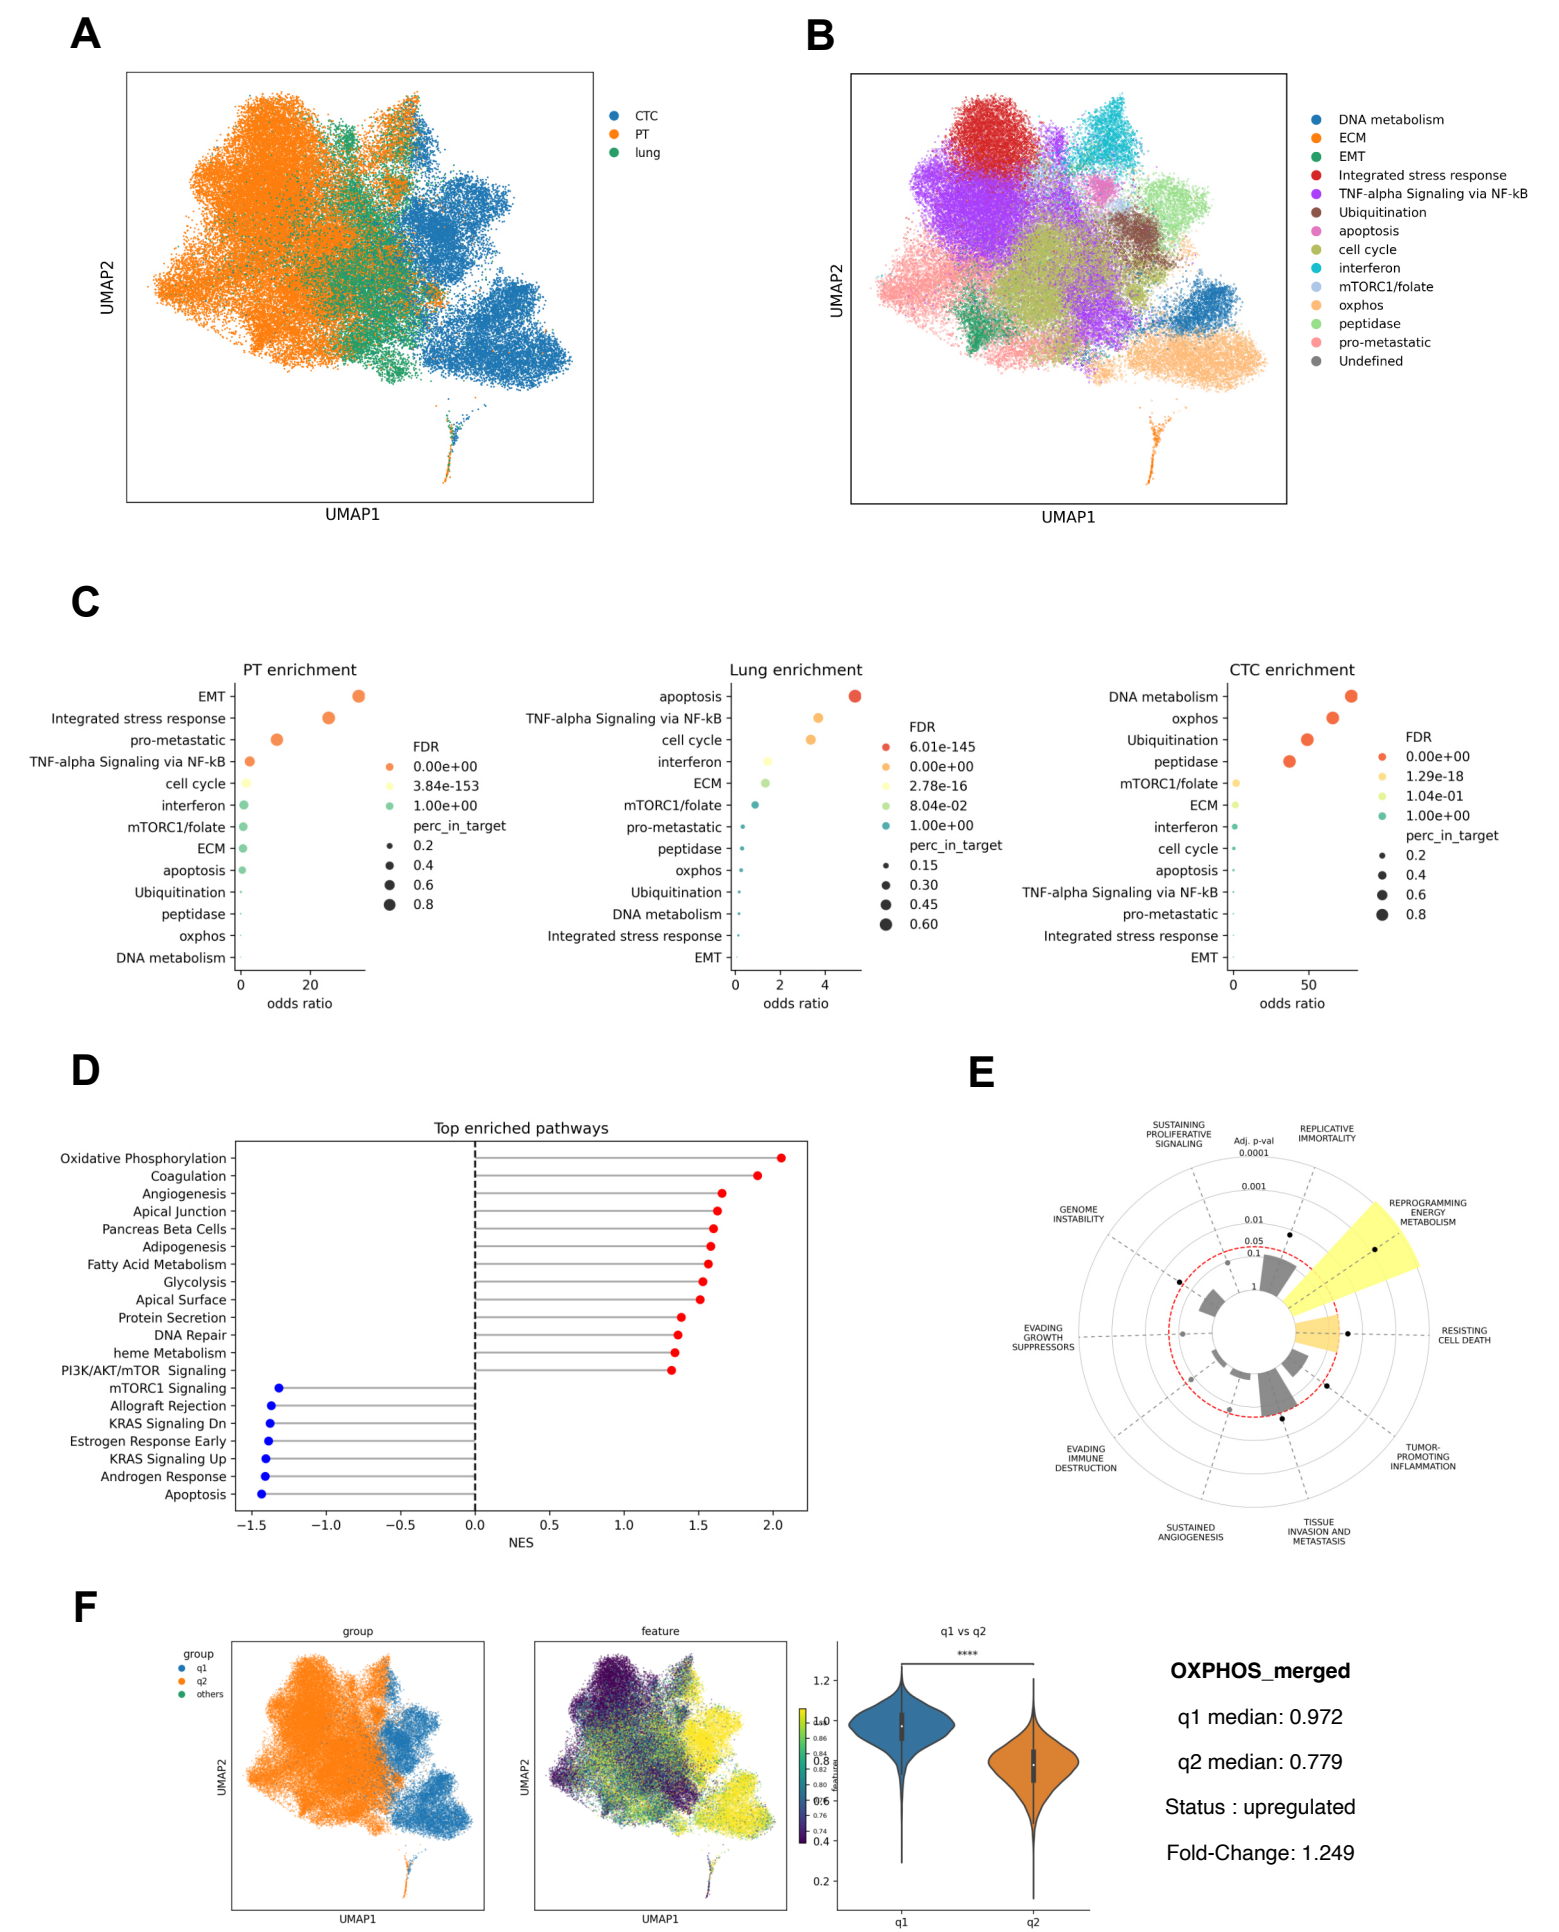 A
CTC
PT
lung
UMAP2
UMAP1
B
DNA metabolism
ECM
EMT
Integrated stress response
TNF-alpha Signaling via NF-kB
Ubiquitination
apoptosis
cell cycle
interferon
mTORC1/folate
oxphos
peptidase
pro-metastatic
Undefined
UMAP2
UMAP1
C
PT enrichment
EMT
Integrated stress response
pro-metastatic
TNF-alpha Signaling via NF-kB
cell cycle
interferon
mTORC1/folate
ECM
apoptosis
Ubiquitination
peptidase
oxphos
DNA metabolism
0 20
odds ratio
FDR
0.00e+00
3.84e-153
1.00e+00
perc_in_target
0.2
0.4
0.6
0.8
Lung enrichment
apoptosis
TNF-alpha Signaling via NF-kB
cell cycle
interferon
ECM
mTORC1/folate
pro-metastatic
peptidase
oxphos
Ubiquitination
DNA metabolism
Integrated stress response
EMT
0 2 4
odds ratio
FDR
6.01e-145
0.00e+00
2.78e-16
8.04e-02
1.00e+00
perc_in_target
0.15
0.30
0.45
0.60
CTC enrichment
DNA metabolism
oxphos
Ubiquitination
peptidase
mTORC1/folate
ECM
interferon
cell cycle
apoptosis
TNF-alpha Signaling via NF-kB
pro-metastatic
Integrated stress response
EMT
0 50
odds ratio
FDR
0.00e+00
1.29e-18
1.04e-01
1.00e+00
perc_in_target
0.2
0.4
0.6
0.8
D
Top enriched pathways
Oxidative Phosphorylation
Coagulation
Angiogenesis
Apical Junction
Pancreas Beta Cells
Adipogenesis
Fatty Acid Metabolism
Glycolysis
Apical Surface
Protein Secretion
DNA Repair
heme Metabolism
PI3K/AKT/mTOR Signaling
mTORC1 Signaling
Allograft Rejection
KRAS Signaling Dn
Estrogen Response Early
KRAS Signaling Up
Androgen Response
Apoptosis
−1.5 −1.0 −0.5 0.0 0.5 1.0 1.5 2.0
NES
E
SUSTAINING
PROLIFERATIVE
SIGNALING
REPLICATIVE
IMMORTALITY
Adj. p-val
0.0001
0.001
0.01
0.05
0.1
1
REPROGRAMMING
ENERGY
METABOLISM
GENOME
INSTABILITY
RESISTING
CELL DEATH
EVADING
GROWTH
SUPPRESSORS
TUMOR-
PROMOTING
INFLAMMATION
EVADING
IMMUNE
DESTRUCTION
TISSUE
INVASION AND
METASTASIS
SUSTAINED
ANGIOGENESIS
F
group
q1
q2
others
group
UMAP2
UMAP1
feature
UMAP2
UMAP1
0.86
0.84
0.82
0.80
0.76
0.74
q1 vs q2
****
feature
1.2
1.0
0.8
0.6
0.4
0.2
q1 q2
OXPHOS_merged
q1 median: 0.972
q2 median: 0.779
Status : upregulated
Fold-Change: 1.249